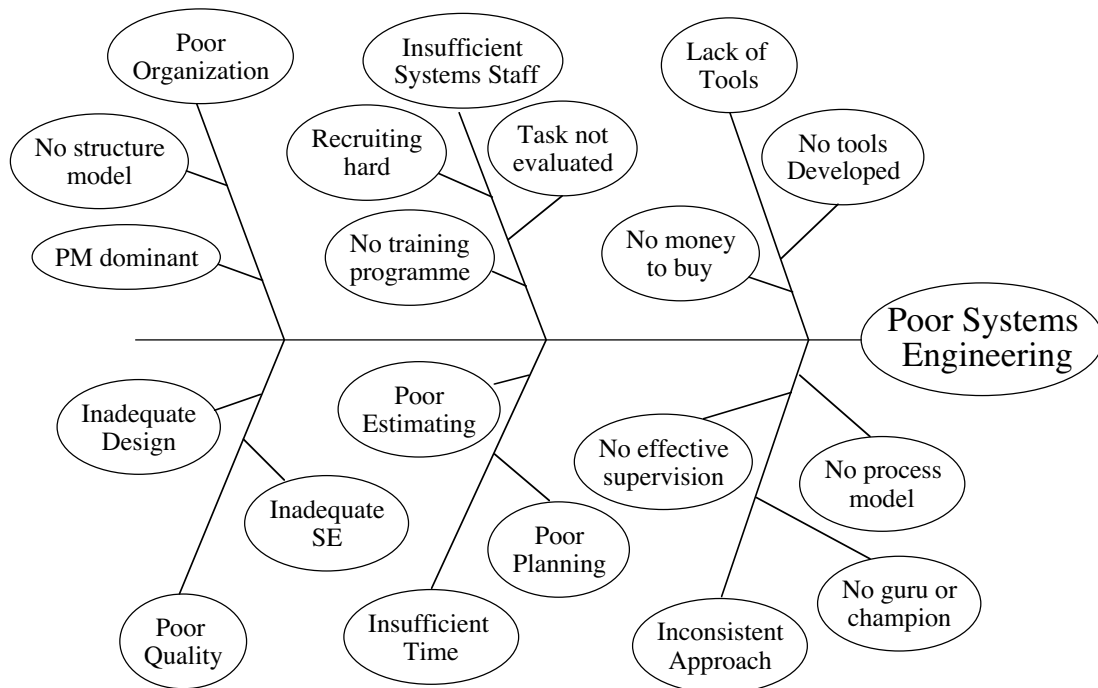 Poor
Organization
Insufficient
Systems Staff
Lack of
Tools
No structure
model
Recruiting
hard
Task not
evaluated
No tools
Developed
PM dominant
No training
programme
No money
to buy
Poor Systems
Engineering
Inadequate
Design
Poor
Estimating
No effective
supervision
No process
model
Inadequate
SE
Poor
Planning
No guru or
champion
Poor
Quality
Insufficient
Time
Inconsistent
Approach